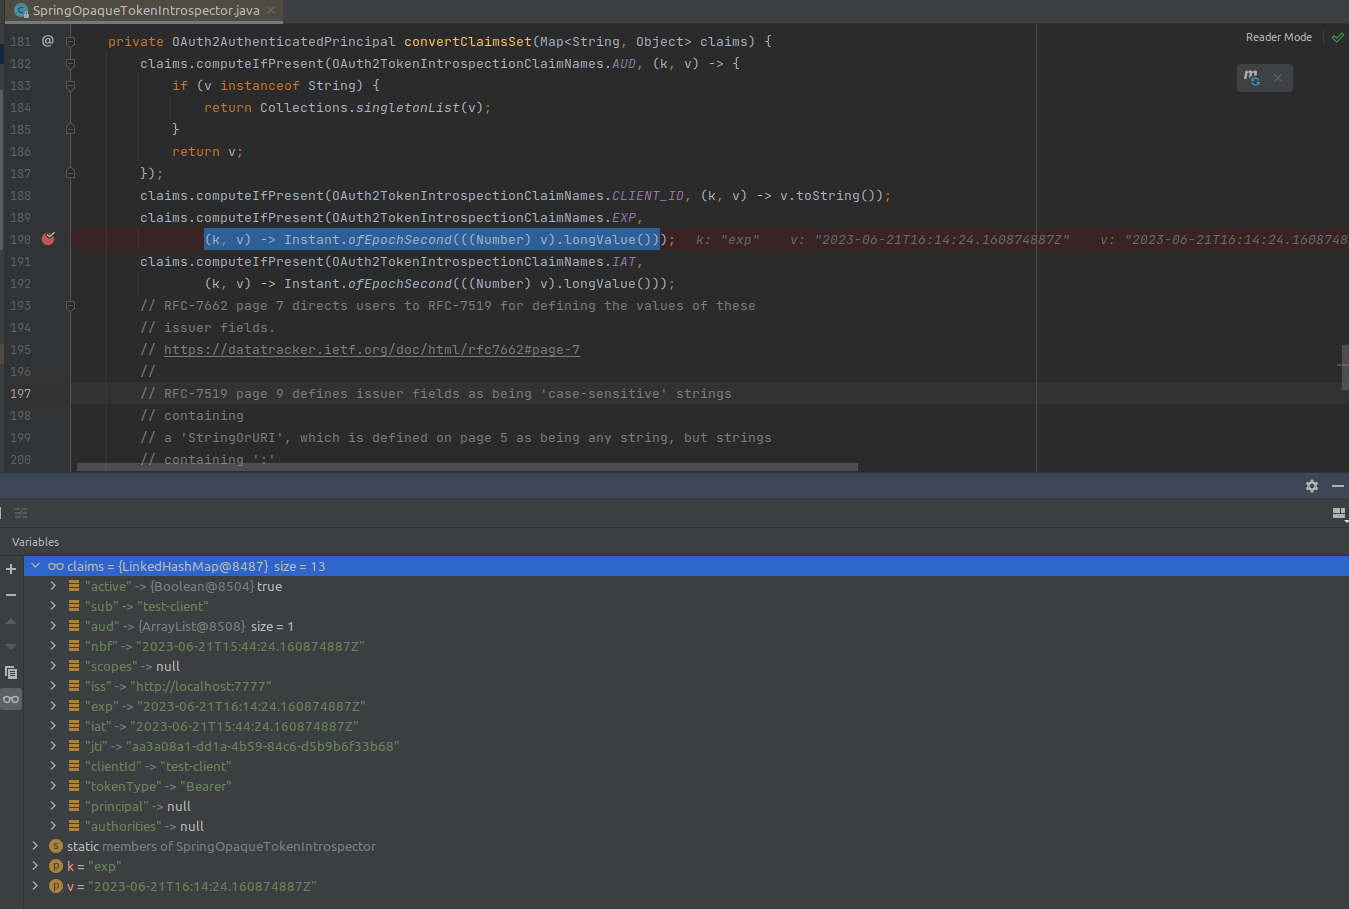 SpringOpaqueTokenIntrospector.java
Reader Mode
181 @ private OAuth2AuthenticatedPrincipal convertClaimsSet(Map<String, Object> claims) {
182 claims.computeIfPresent(OAuth2TokenIntrospectionClaimNames.AUD, (k, v) -> {
183 if (v instanceof String) {
184 return Collections.singletonList(v);
185 }
186 return v;
187 });
188 claims.computeIfPresent(OAuth2TokenIntrospectionClaimNames.CLIENT_ID, (k, v) -> v.toString());
189 claims.computeIfPresent(OAuth2TokenIntrospectionClaimNames.EXP,
190 (k, v) -> Instant.ofEpochSecond(((Number) v).longValue())); k: "exp" v: "2023-06-21T16:14:24.160874887Z" v: "2023-06-21T16:14:24.1608748
191 claims.computeIfPresent(OAuth2TokenIntrospectionClaimNames.IAT,
192 (k, v) -> Instant.ofEpochSecond(((Number) v).longValue()));
193 // RFC-7662 page 7 directs users to RFC-7519 for defining the values of these
194 // issuer fields.
195 // https://datatracker.ietf.org/doc/html/rfc7662#page-7
196 //
197 // RFC-7519 page 9 defines issuer fields as being 'case-sensitive' strings
198 // containing
199 // a 'StringOrURI', which is defined on page 5 as being any string, but strings
200 // containing ':'
Variables
claims = {LinkedHashMap@8487} size = 13
"active" -> {Boolean@8504} true
"sub" -> "test-client"
"aud" -> {ArrayList@8508} size = 1
"nbf" -> "2023-06-21T15:44:24.160874887Z"
"scopes" -> null
"iss" -> "http://localhost:7777"
"exp" -> "2023-06-21T16:14:24.160874887Z"
"iat" -> "2023-06-21T15:44:24.160874887Z"
"jti" -> "aa3a08a1-dd1a-4b59-84c6-d5b9b6f33b68"
"clientId" -> "test-client"
"tokenType" -> "Bearer"
"principal" -> null
"authorities" -> null
static members of SpringOpaqueTokenIntrospector
k = "exp"
v = "2023-06-21T16:14:24.160874887Z"